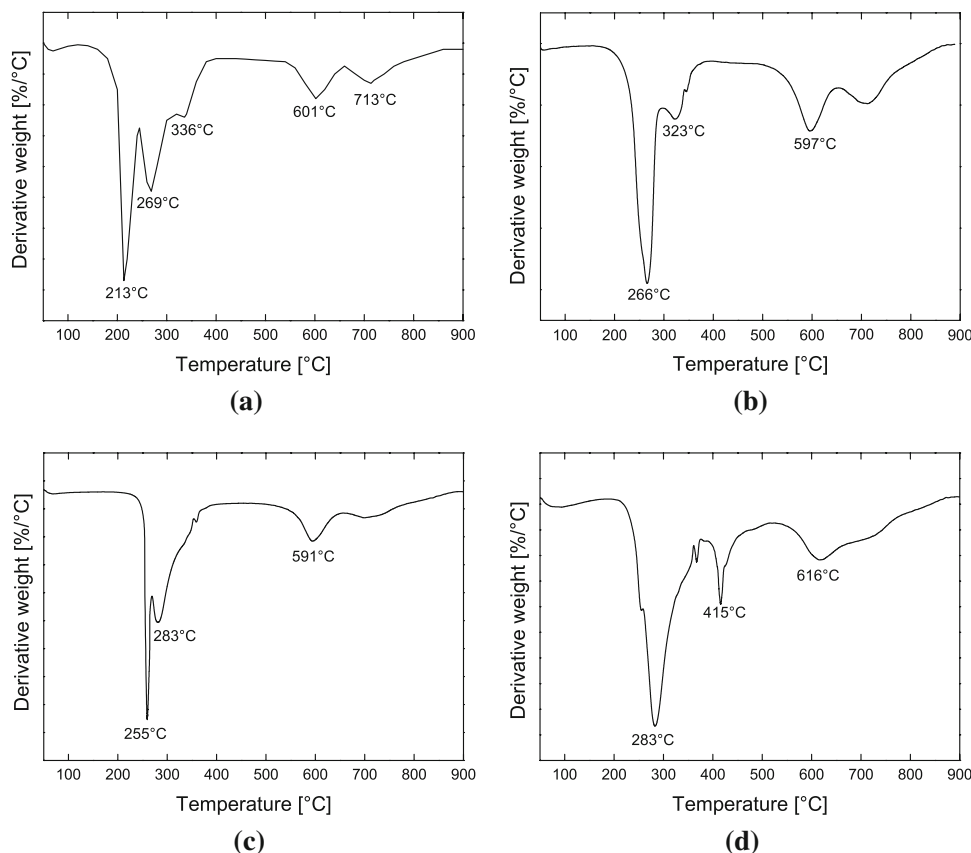 Derivative weight [%/°C]
213°C
269°C
336°C
601°C
713°C
100 200 300 400 500 600 700 800 900
Temperature [°C]
(a)
Derivative weight [%/°C]
266°C
323°C
597°C
100 200 300 400 500 600 700 800 900
Temperature [°C]
(b)
Derivative weight [%/°C]
255°C
283°C
591°C
100 200 300 400 500 600 700 800 900
Temperature [°C]
(c)
Derivative weight [%/°C]
283°C
415°C
616°C
100 200 300 400 500 600 700 800 900
Temperature [°C]
(d)